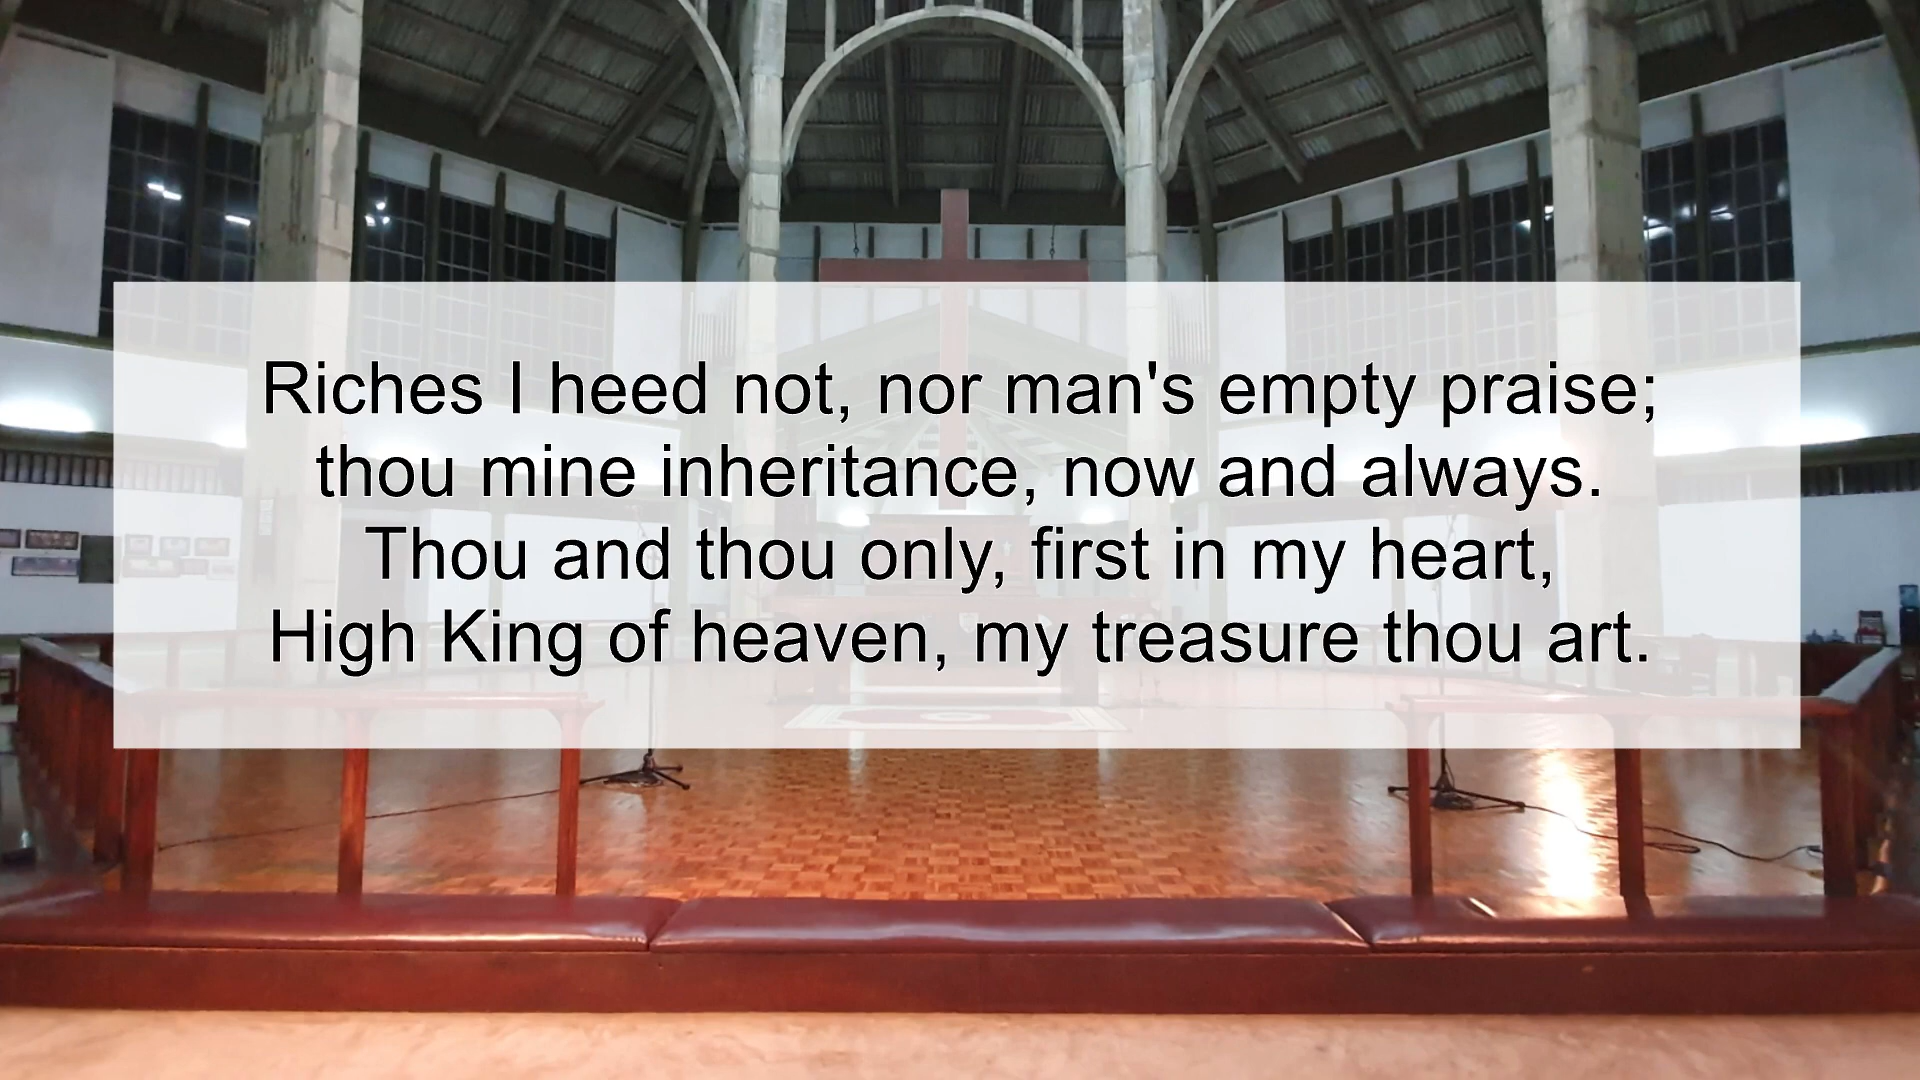 Riches I heed not, nor man's empty praise;
thou mine inheritance, now and always.
Thou and thou only, first in my heart,
High King of heaven, my treasure thou art.